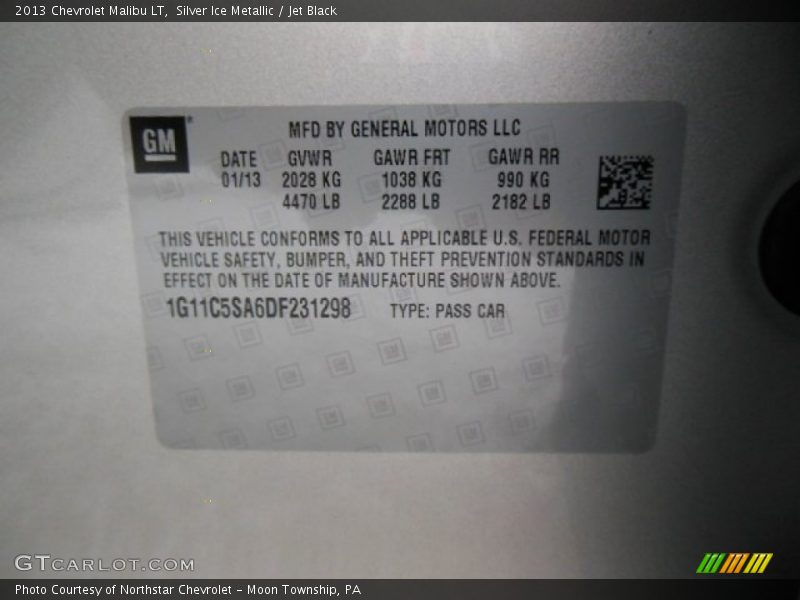 2013 Chevrolet Malibu LT, Silver Ice Metallic / Jet Black
GM
MFD BY GENERAL MOTORS LLC
DATE GVWR GAWR FRT GAWR RR
01/13 2028 KG 1038 KG 990 KG
4470 LB 2288 LB 2182 LB
THIS VEHICLE CONFORMS TO ALL APPLICABLE U.S. FEDERAL MOTOR
VEHICLE SAFETY, BUMPER, AND THEFT PREVENTION STANDARDS IN
EFFECT ON THE DATE OF MANUFACTURE SHOWN ABOVE.
1G11C5SA6DF231298 TYPE: PASS CAR
GTCARLOT.COM
Photo Courtesy of Northstar Chevrolet - Moon Township, PA